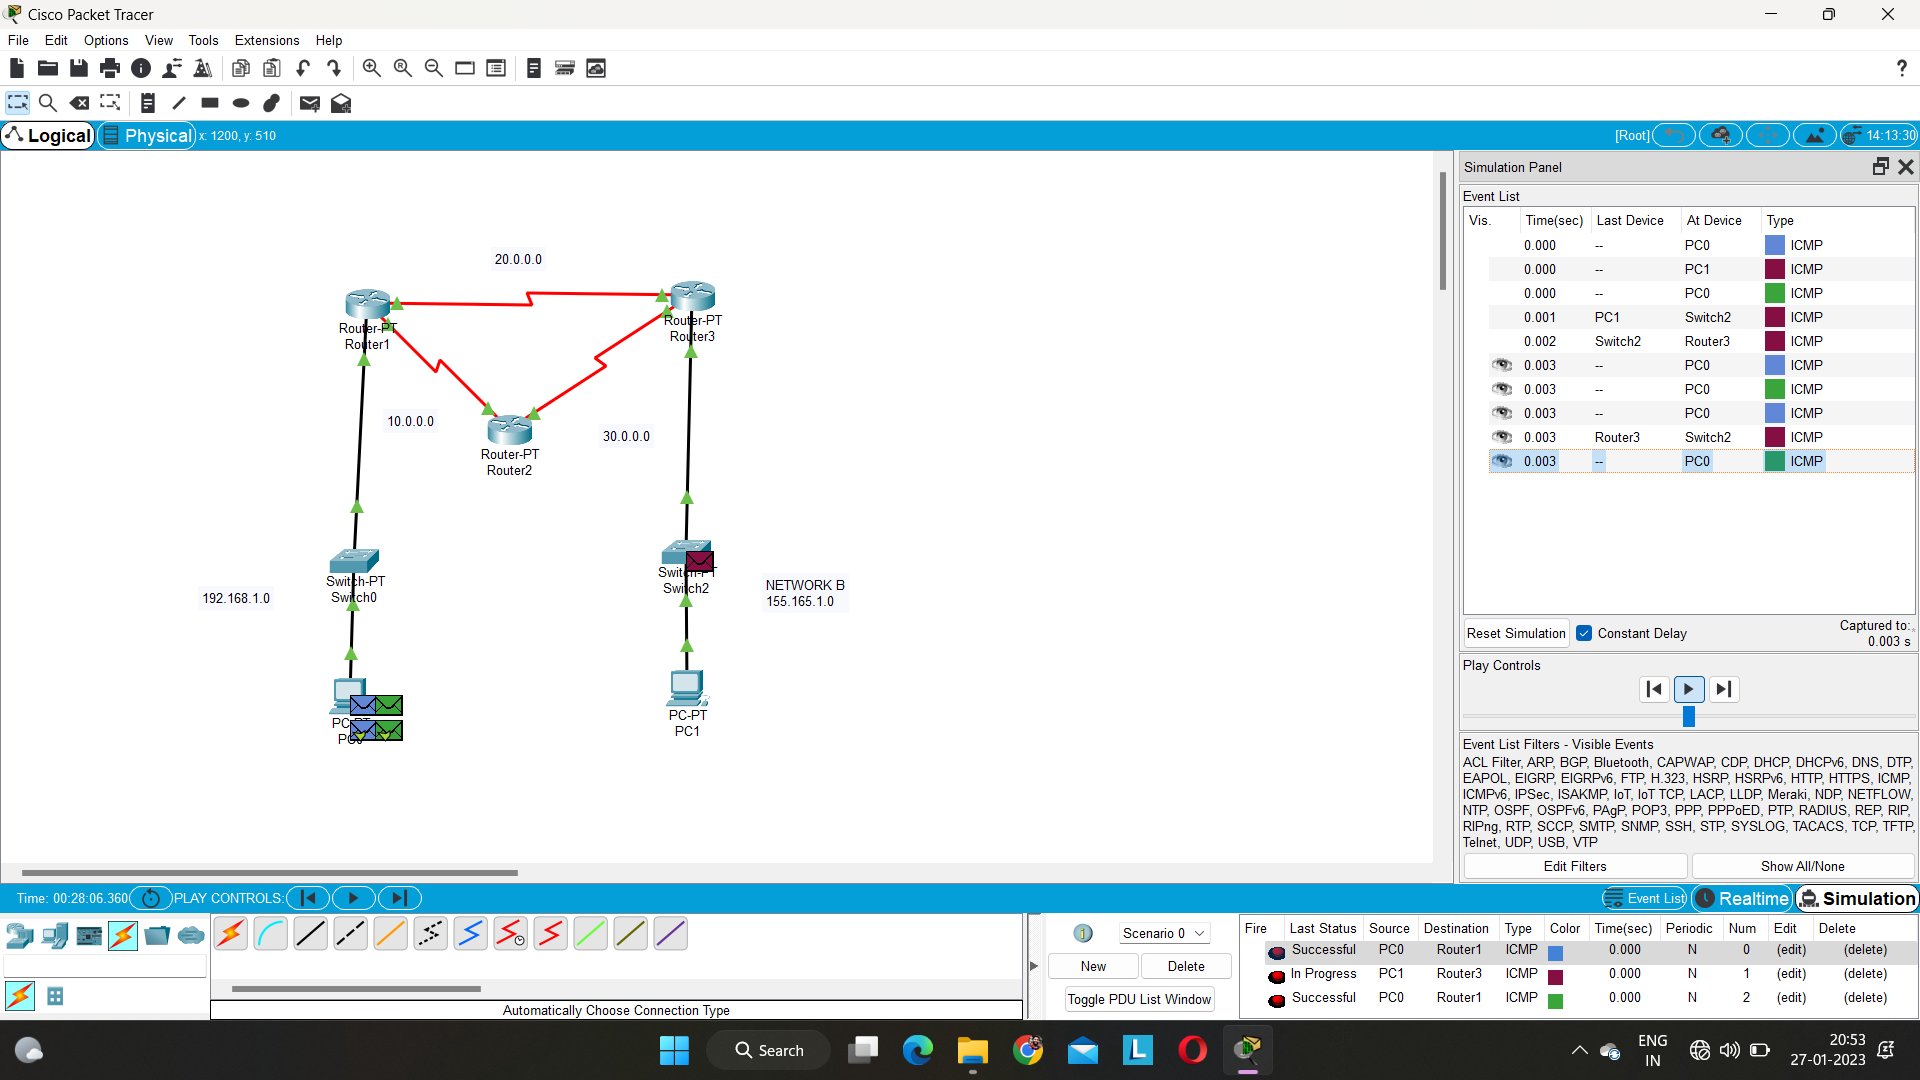 Cisco Packet Tracer
File Edit Options View Tools Extensions Help
?
Logical Physical x: 1200, y: 510 [Root] 14:13:30
20.0.0.0
Router-PT
Router1
Router-PT
Router3
10.0.0.0
30.0.0.0
Router-PT
Router2
Switch-PT
Switch0
Switch-PT
Switch2
192.168.1.0
NETWORK B
155.165.1.0
PC-PT
PC0
PC-PT
PC1
Simulation Panel
Event List
Vis. Time(sec) Last Device At Device Type
0.000 -- PC0 ICMP
0.000 -- PC1 ICMP
0.000 -- PC0 ICMP
0.001 PC1 Switch2 ICMP
0.002 Switch2 Router3 ICMP
0.003 -- PC0 ICMP
0.003 -- PC0 ICMP
0.003 -- PC0 ICMP
0.003 Router3 Switch2 ICMP
0.003 -- PC0 ICMP
Reset Simulation Constant Delay Captured to:
0.003 s
Play Controls
Event List Filters - Visible Events
ACL Filter, ARP, BGP, Bluetooth, CAPWAP, CDP, DHCP, DHCPv6, DNS, DTP,
EAPOL, EIGRP, EIGRPv6, FTP, H.323, HSRP, HSRPv6, HTTP, HTTPS, ICMP,
ICMPv6, IPSec, ISAKMP, IoT, IoT TCP, LACP, LLDP, Meraki, NDP, NETFLOW,
NTP, OSPF, OSPFv6, PAgP, POP3, PPP, PPPoED, PTP, RADIUS, REP, RIP,
RIPng, RTP, SCCP, SMTP, SNMP, SSH, STP, SYSLOG, TACACS, TCP, TFTP,
Telnet, UDP, USB, VTP
Edit Filters Show All/None
Time: 00:28:06.360 PLAY CONTROLS: Event List Realtime Simulation
Scenario 0
New Delete
Toggle PDU List Window
Fire Last Status Source Destination Type Color Time(sec) Periodic Num Edit Delete
Successful PC0 Router1 ICMP 0.000 N 0 (edit) (delete)
In Progress PC1 Router3 ICMP 0.000 N 1 (edit) (delete)
Successful PC0 Router1 ICMP 0.000 N 2 (edit) (delete)
Automatically Choose Connection Type
Search
ENG
IN
20:53
27-01-2023